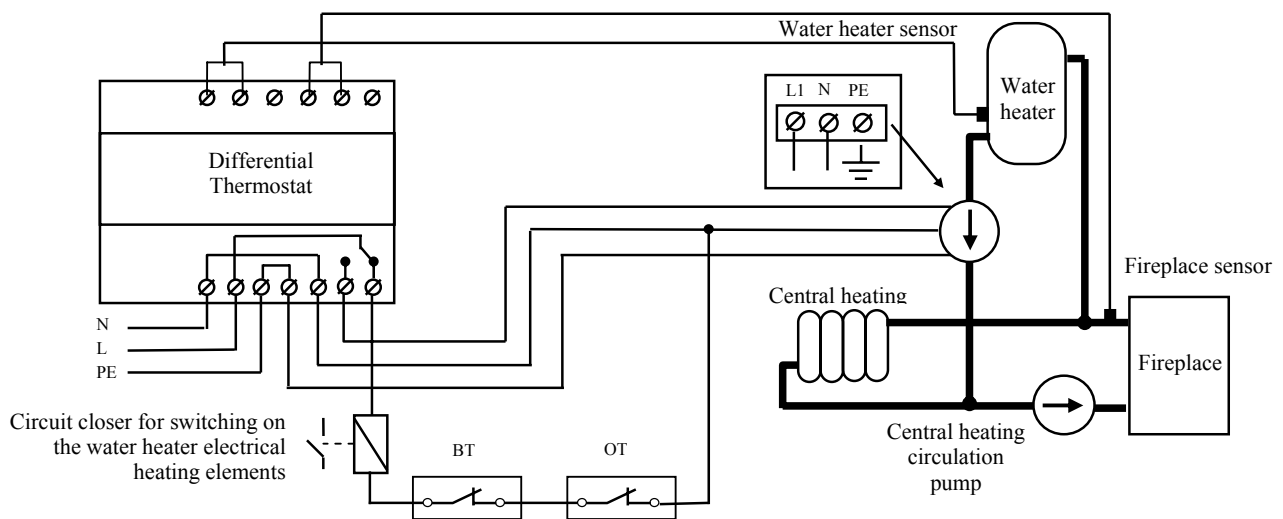 Water heater sensor
L1 N PE
Water
heater
Differential
Thermostat
Fireplace sensor
Central heating
N
L
PE
Fireplace
Circuit closer for switching on
the water heater electrical
heating elements
BT
OT
Central heating
circulation
pump